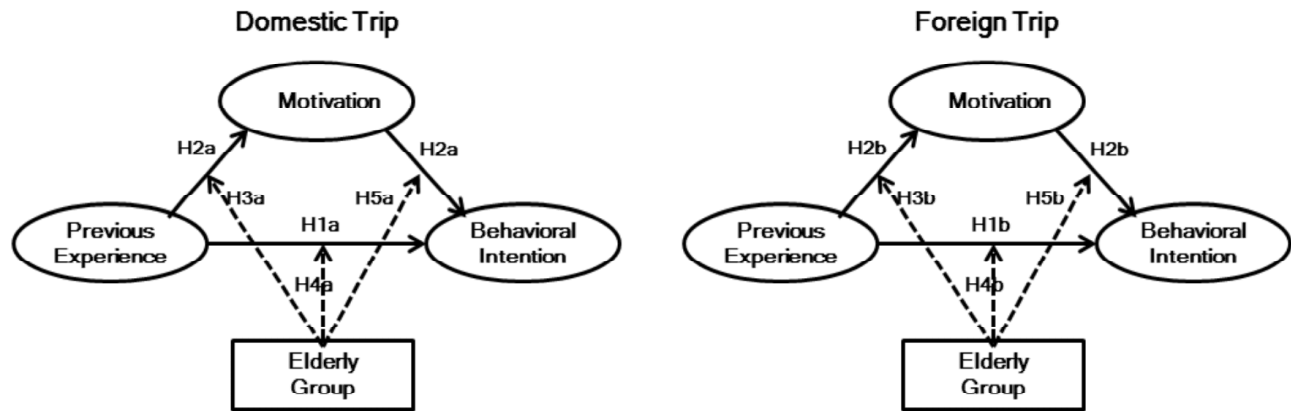 Domestic Trip
Motivation
H2a
H2a
H3a
H5a
Previous
Experience
H1a
Behavioral
Intention
H4a
Elderly
Group
Foreign Trip
Motivation
H2b
H2b
H3b
H5b
Previous
Experience
H1b
Behavioral
Intention
H4b
Elderly
Group